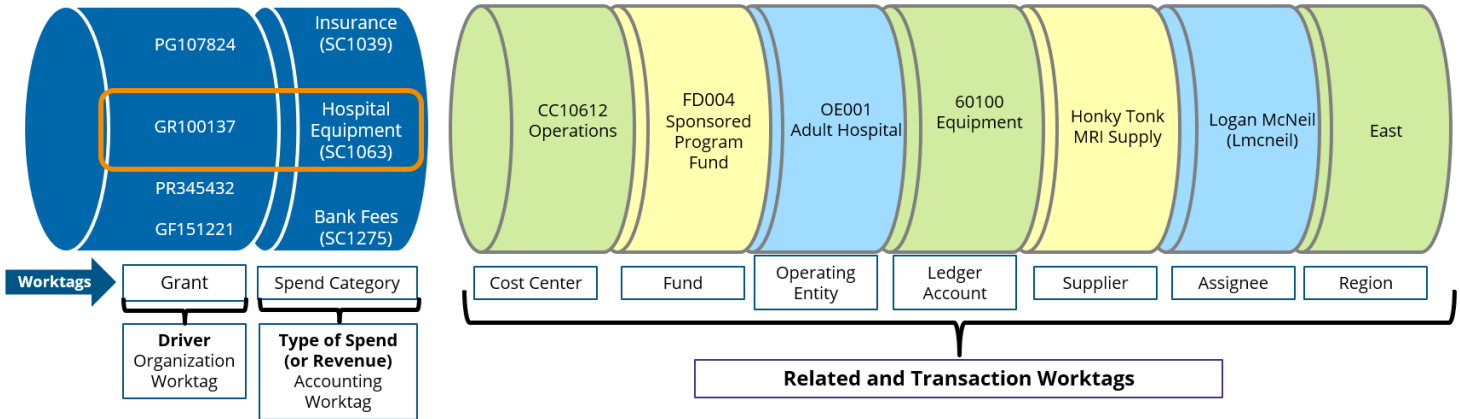 PG107824
GR100137
PR345432
GF151221
Insurance
(SC1039)
Hospital
Equipment
(SC1063)
Bank Fees
(SC1275)
CC10612
Operations
FD004
Sponsored
Program
Fund
OE001
Adult Hospital
60100
Equipment
Honky Tonk
MRI Supply
Logan McNeil
(Lmcneil)
East
Worktags
Grant
Spend Category
Cost Center
Fund
Operating
Entity
Ledger
Account
Supplier
Assignee
Region
Driver
Organization
Worktag
Type of Spend
(or Revenue)
Accounting
Worktag
Related and Transaction Worktags